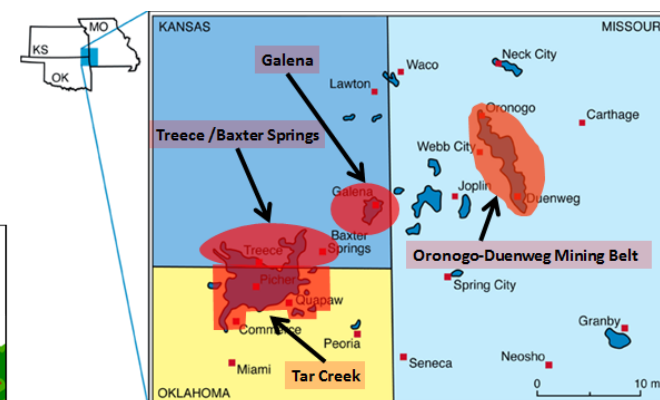 MO
KS
OK
KANSAS
MISSOUR
Galena
Waco
Neck City
Lawton
Oronogo
Carthage
Treece /Baxter Springs
Webb City
Galena
Joplin
Duenweg
Baxter
Springs
Treece
Oronogo-Duenweg Mining Belt
Picher
Spring City
Quapaw
Commerce
Granby
Peoria
Tar Creek
Miami
Seneca
Neosho
OKLAHOMA
0
10 m